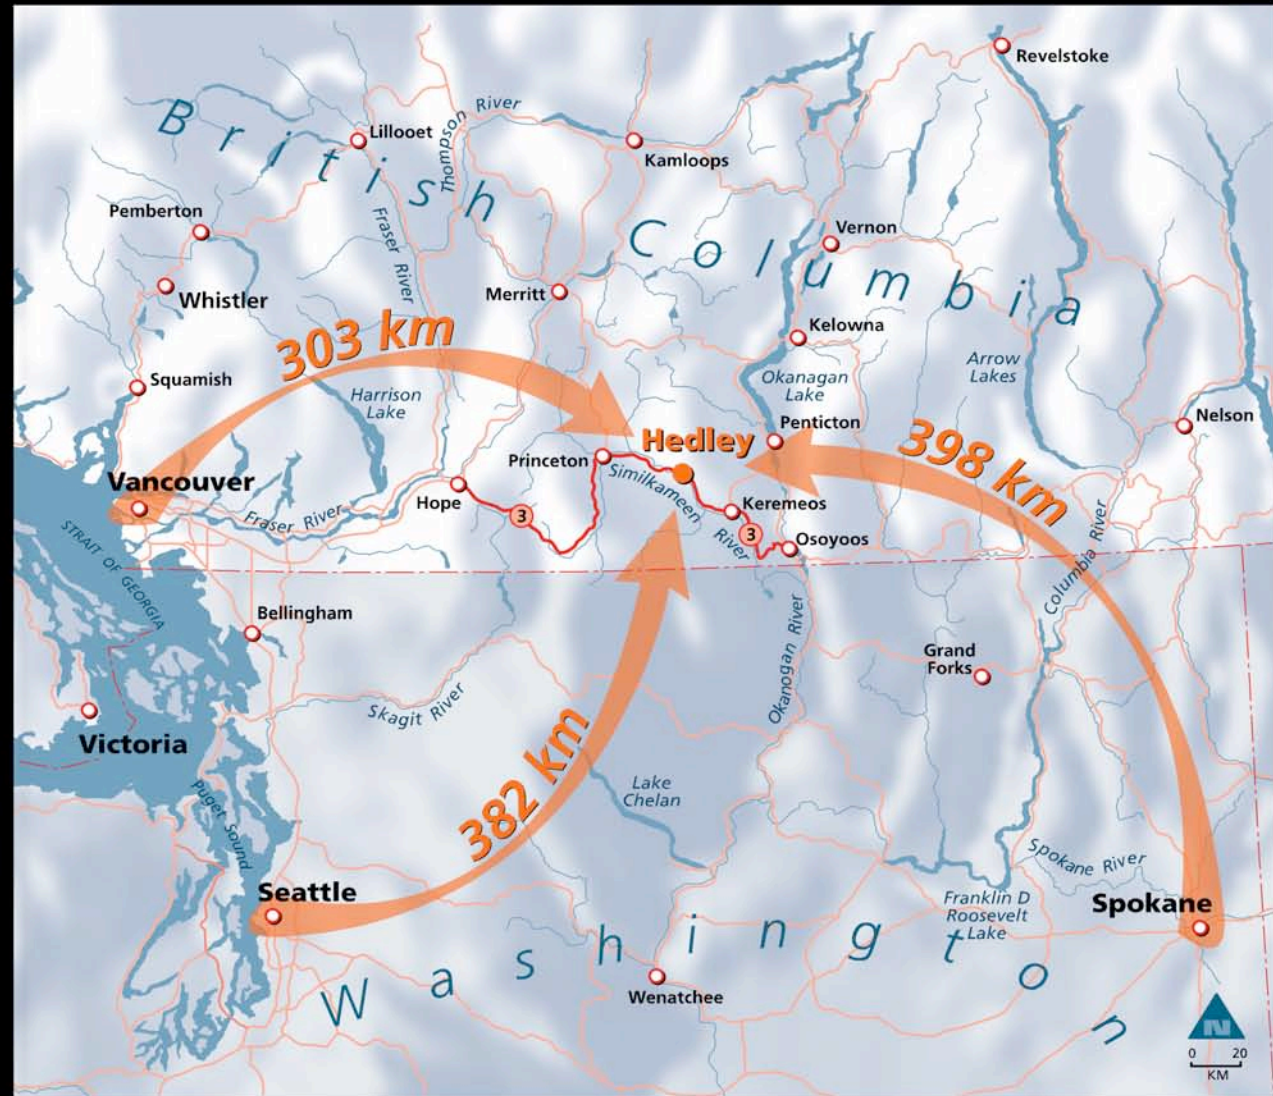 Revelstoke
British
Columbia
Thompson River
Lillooet
Kamloops
Pemberton
Fraser River
Vernon
Whistler
Merritt
303 km
Kelowna
Squamish
Harrison
Lake
Okanagan
Lake
Arrow
Lakes
Penticton
Nelson
Hedley
398 km
Princeton
Vancouver
Hope
Similkameen River
Keremeos
Fraser River
3
3
Osoyoos
STRAIT OF GEORGIA
Columbia River
Bellingham
Okanogan River
Grand
Forks
Skagit River
Victoria
382 km
Lake
Chelan
Puget Sound
Spokane River
Seattle
Franklin D
Roosevelt
Lake
Spokane
Washington
Wenatchee
N
0 20
KM